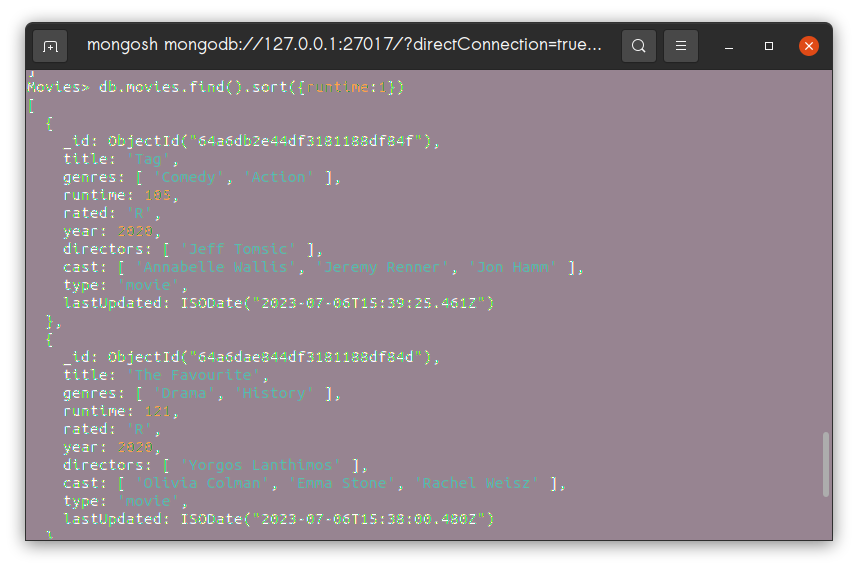 mongosh mongodb://127.0.0.1:27017/?directConnection=true...
]
Movies> db.movies.find().sort({runtime:1})
[
  {
    _id: ObjectId("64a6db2e44df3181188df84f"),
    title: 'Tag',
    genres: [ 'Comedy', 'Action' ],
    runtime:
    rated: 'R',
    year:
    directors: [ 'Jeff Tomsic' ],
    cast: [ 'Annabelle Wallis', 'Jeremy Renner', 'Jon Hamm' ],
    type: 'movie',
    lastUpdated: ISODate("2023-07-06T15:39:25.461Z")
  },
  {
    _id: ObjectId("64a6dae844df3181188df84d"),
    title: 'The Favourite',
    genres: [ 'Drama', 'History' ],
    runtime: 121,
    rated: 'R',
    year:
    directors: [ 'Yorgos Lanthimos' ],
    cast: [ 'Olivia Colman', 'Emma Stone', 'Rachel Weisz' ],
    type: 'movie',
    lastUpdated: ISODate("2023-07-06T15:38:00.480Z")
  }